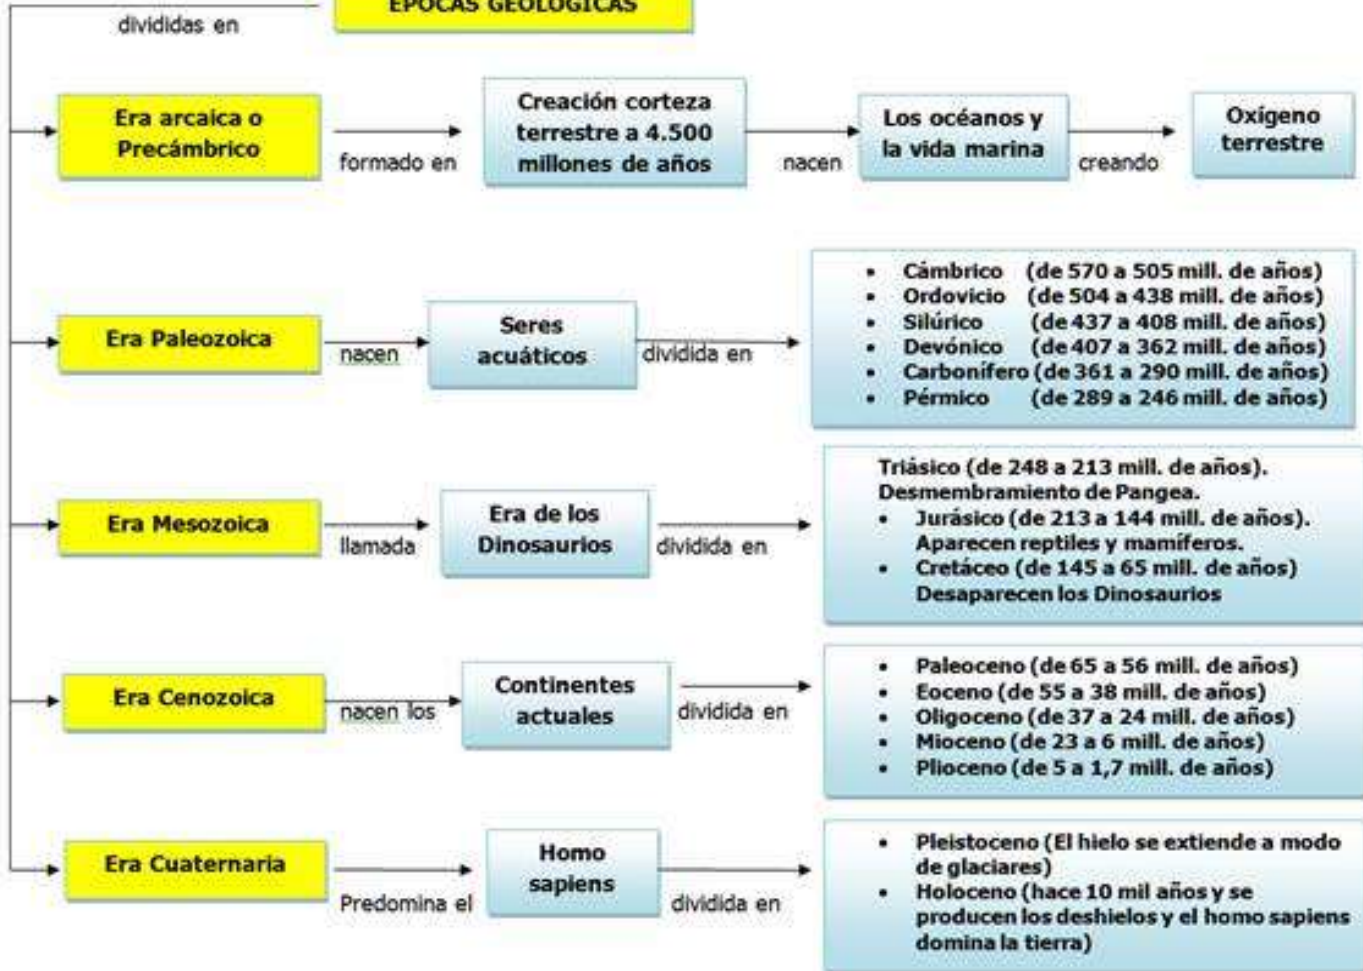 ÉPOCAS GEOLÓGICAS
divididas en
Era arcaica o
Precámbrico
formado en
Creación corteza
terrestre a 4.500
millones de años
nacen
Los océanos y
la vida marina
creando
Oxígeno
terrestre
Era Paleozoica
nacen
Seres
acuáticos
dividida en
• Cámbrico (de 570 a 505 mill. de años)
• Ordovicio (de 504 a 438 mill. de años)
• Silúrico (de 437 a 408 mill. de años)
• Devónico (de 407 a 362 mill. de años)
• Carbonífero (de 361 a 290 mill. de años)
• Pérmico (de 289 a 246 mill. de años)
Era Mesozoica
llamada
Era de los
Dinosaurios
dividida en
Triásico (de 248 a 213 mill. de años).
Desmembramiento de Pangea.
• Jurásico (de 213 a 144 mill. de años).
Aparecen reptiles y mamíferos.
• Cretáceo (de 145 a 65 mill. de años)
Desaparecen los Dinosaurios
Era Cenozoica
nacen los
Continentes
actuales
dividida en
• Paleoceno (de 65 a 56 mill. de años)
• Eoceno (de 55 a 38 mill. de años)
• Oligoceno (de 37 a 24 mill. de años)
• Mioceno (de 23 a 6 mill. de años)
• Plioceno (de 5 a 1,7 mill. de años)
Era Cuaternaria
Predomina el
Homo
sapiens
dividida en
• Pleistoceno (El hielo se extiende a modo
de glaciares)
• Holoceno (hace 10 mil años y se
producen los deshielos y el homo sapiens
domina la tierra)